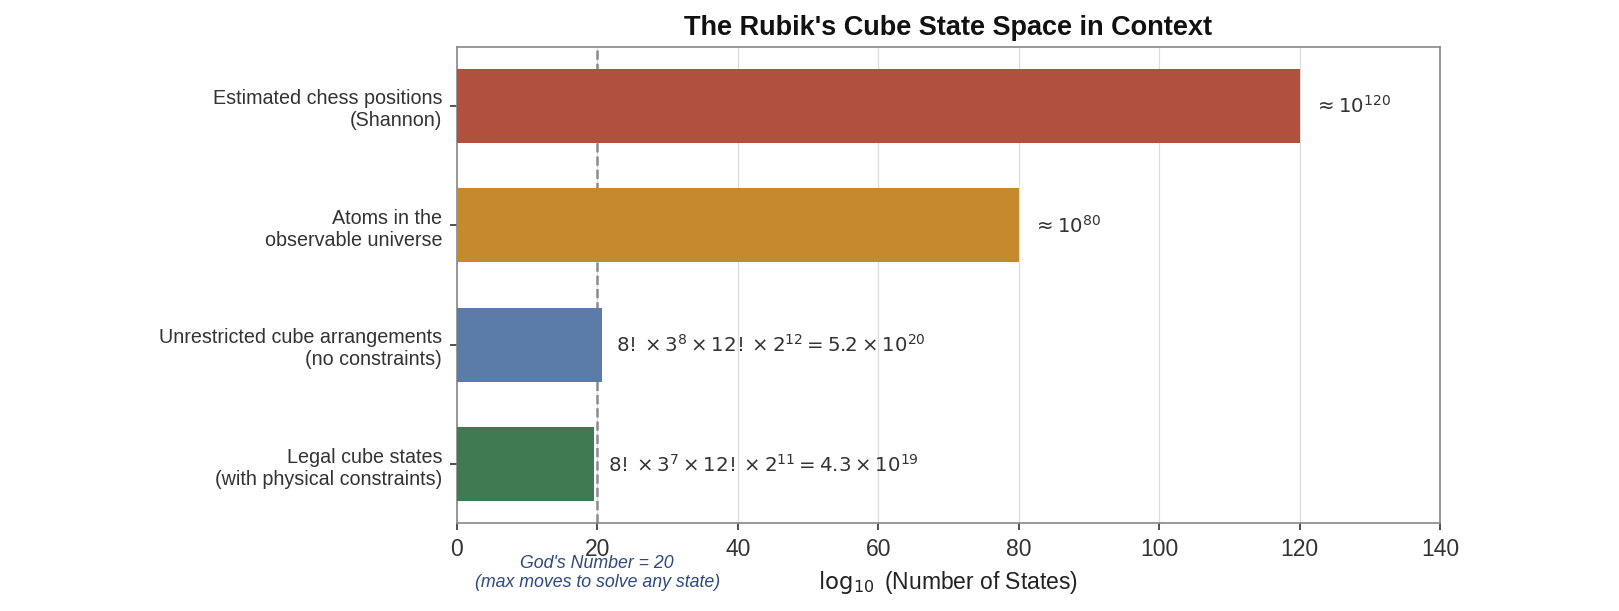 The Rubik's Cube State Space in Context
Estimated chess positions
(Shannon)
≈ 10¹²⁰
Atoms in the
observable universe
≈ 10⁸⁰
Unrestricted cube arrangements
(no constraints)
8! × 3⁸ × 12! × 2¹² = 5.2 × 10²⁰
Legal cube states
(with physical constraints)
8! × 3⁷ × 12! × 2¹¹ = 4.3 × 10¹⁹
0 20 40 60 80 100 120 140
God's Number = 20
(max moves to solve any state)
log₁₀ (Number of States)